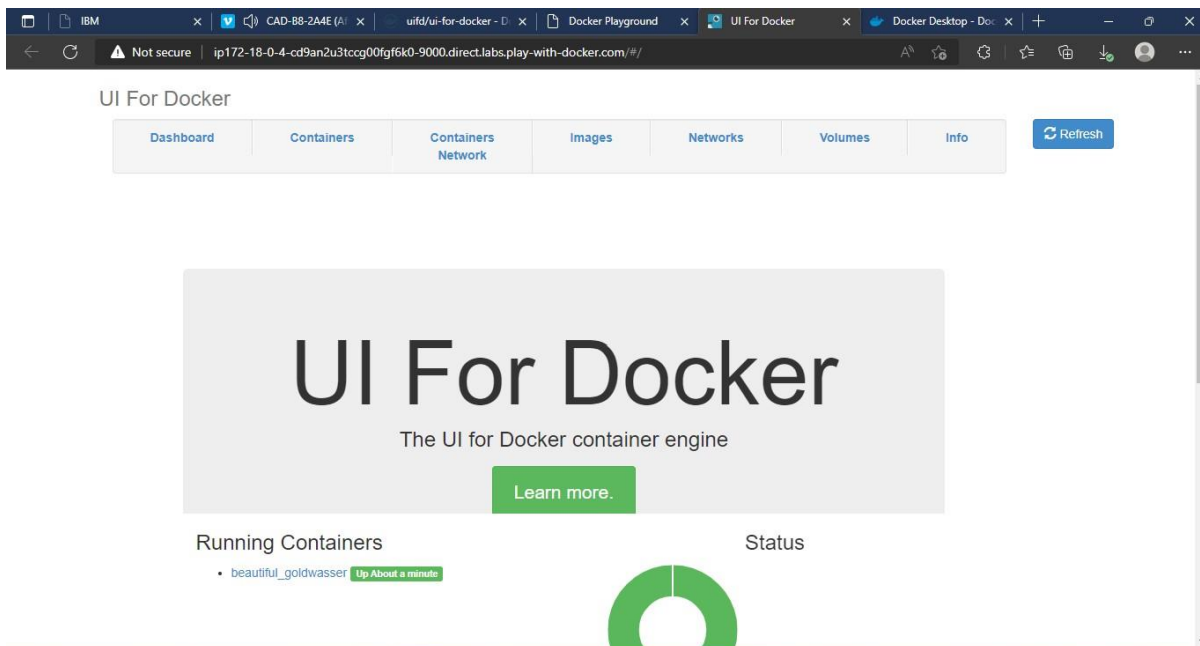 IBM
CAD-B8-2A4E (Af
uifd/ui-for-docker - D
Docker Playground
UI For Docker
Docker Desktop - Doc
Not secure
ip172-18-0-4-cd9an2u3tccg00fgf6k0-9000.direct.labs.play-with-docker.com/#/
UI For Docker
Dashboard
Containers
Containers
Network
Images
Networks
Volumes
Info
Refresh
UI For Docker
The UI for Docker container engine
Learn more.
Running Containers
beautiful_goldwasser Up About a minute
Status